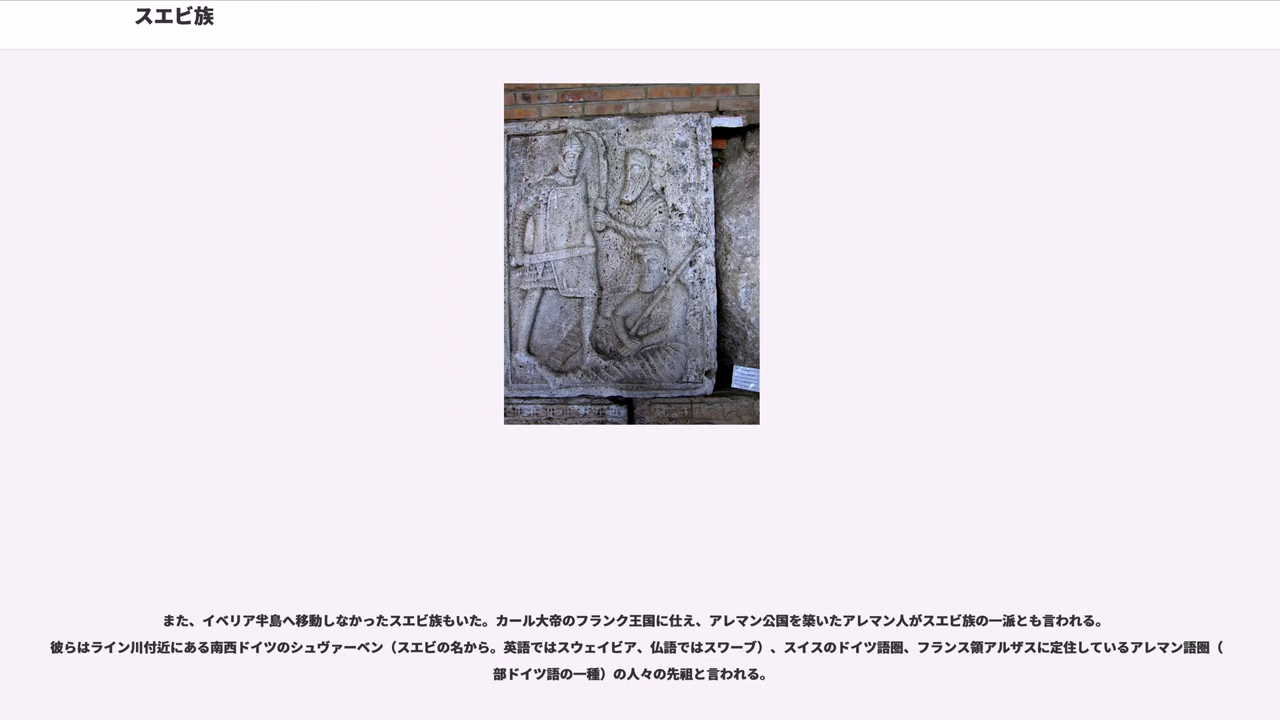 スエビ族
また、イベリア半島へ移動しなかったスエビ族もいた。カール大帝のフランク王国に仕え、アレマン公国を築いたアレマン人がスエビ族の一派とも言われる。
彼らはライン川付近にある南西ドイツのシュヴァーベン（スエビの名から。英語ではスウェイビア、仏語ではスワーブ）、スイスのドイツ語圏、フランス領アルザスに定住しているアレマン語圏（
部ドイツ語の一種）の人々の先祖と言われる。